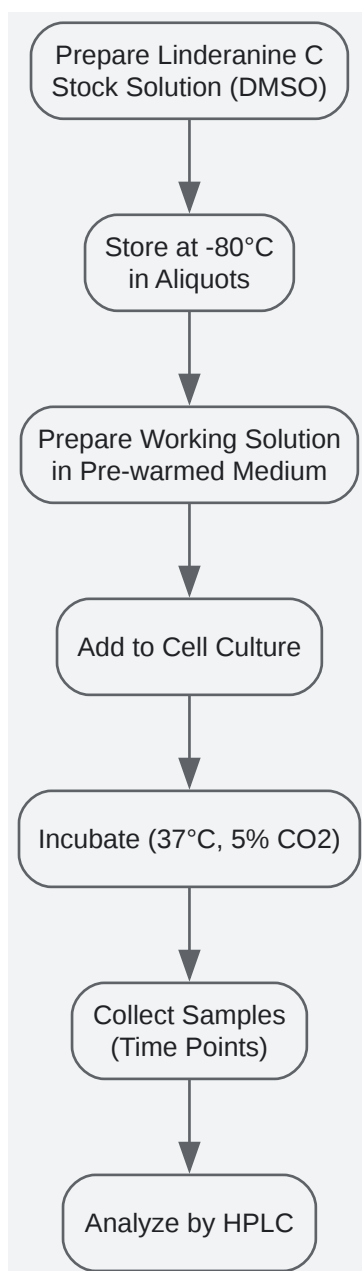 Prepare Linderanine C
Stock Solution (DMSO)
Store at -80°C
in Aliquots
Prepare Working Solution
in Pre-warmed Medium
Add to Cell Culture
Incubate (37°C, 5% CO2)
Collect Samples
(Time Points)
Analyze by HPLC